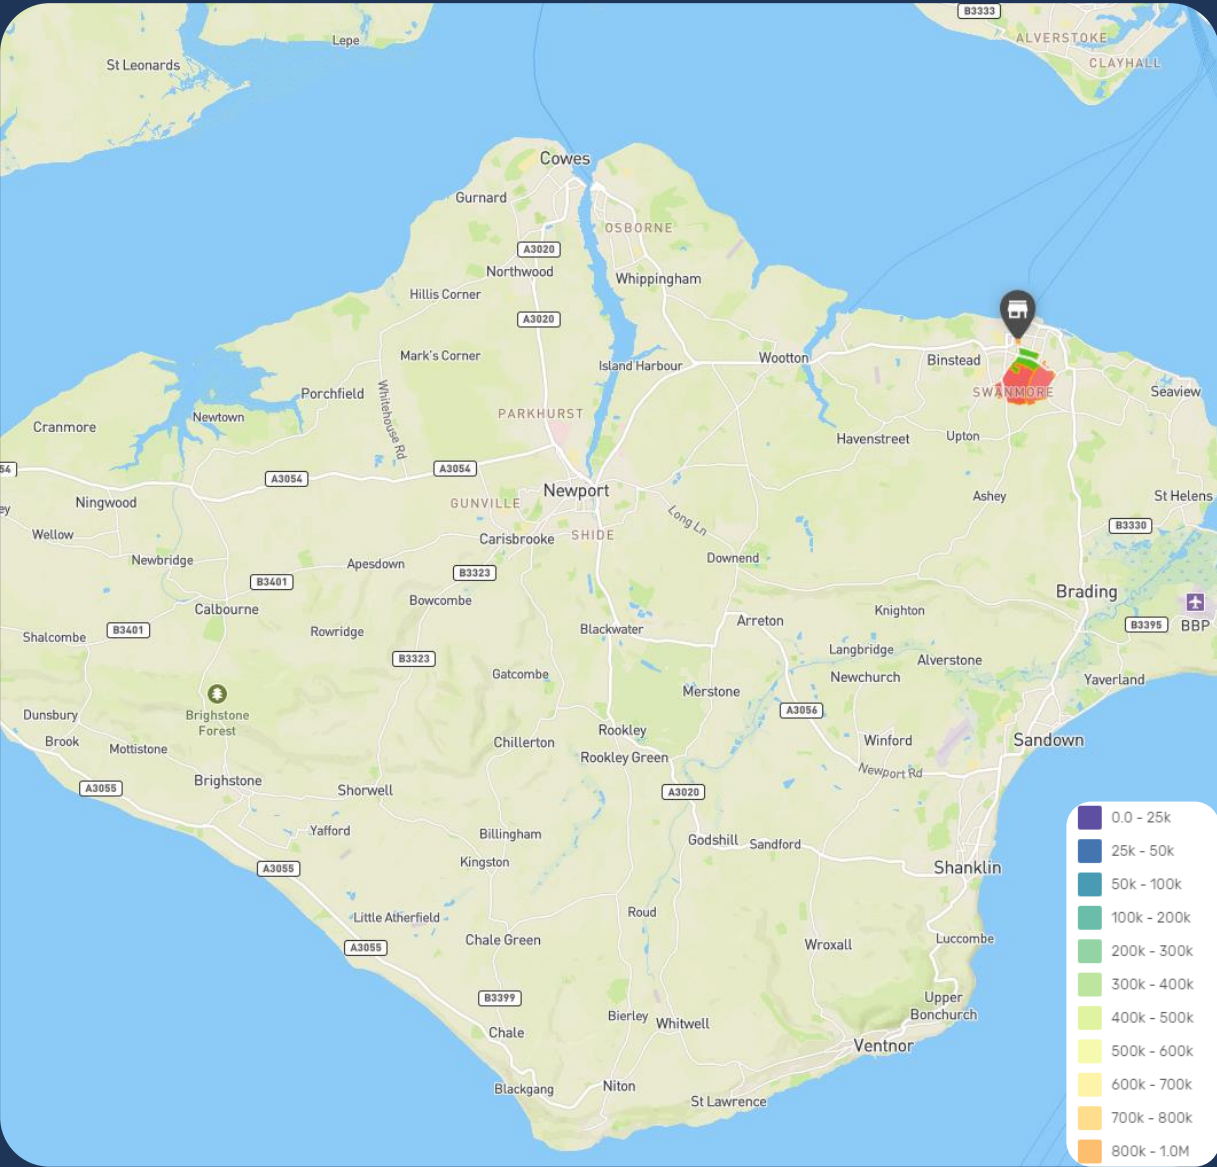 B3333
ALVERSTOKE
CLAYHALL
Lepe
St Leonards
Cowes
Gurnard
OSBORNE
A3020
Northwood
Whippingham
Hillis Corner
A3020
Mark's Corner
Island Harbour
Wootton
Binstead
SWANMORE
Seaview
Porchfield
Whitehouse Rd
Newtown
Cranmore
PARKHURST
Havenstreet
Upton
54
A3054
A3054
Newport
Ningwood
GUNVILLE
Long Ln
Ashey
St Helens
ey
Wellow
Carisbrooke
SHIDE
B3330
Newbridge
Apesdown
Downend
B3401
B3323
Brading
Calbourne
Bowcombe
Knighton
BBP
Shalcombe
B3401
Rowridge
Blackwater
Arreton
B3395
Langbridge
Alverstone
B3323
Gatcombe
Newchurch
Yaverland
Merstone
Brighstone
Forest
A3056
Dunsbury
Brook
Mottistone
Chillerton
Rookley
Rookley Green
Winford
Sandown
Newport Rd
Brighstone
A3055
Shorwell
A3020
Yafford
Billingham
Godshill
Sandford
Kingston
A3055
Shanklin
Little Atherfield
Roud
Chale Green
A3055
Wroxall
Luccombe
B3399
Upper
Bonchurch
Chale
Bierley
Whitwell
Ventnor
Blackgang
Niton
St Lawrence
0.0 - 25k
25k - 50k
50k - 100k
100k - 200k
200k - 300k
300k - 400k
400k - 500k
500k - 600k
600k - 700k
700k - 800k
800k - 1.0M